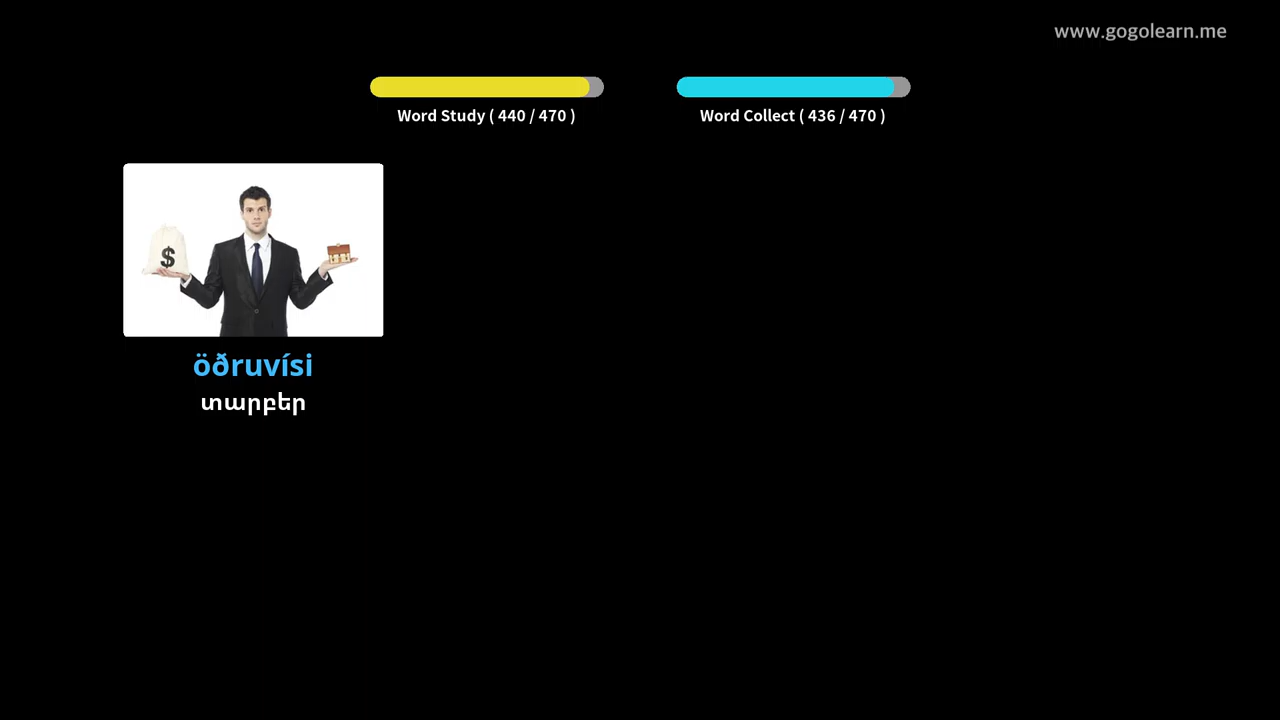 www.gogolearn.me
Word Study ( 440 / 470 )
Word Collect ( 436 / 470 )
$
öðruvísi
տարբեր